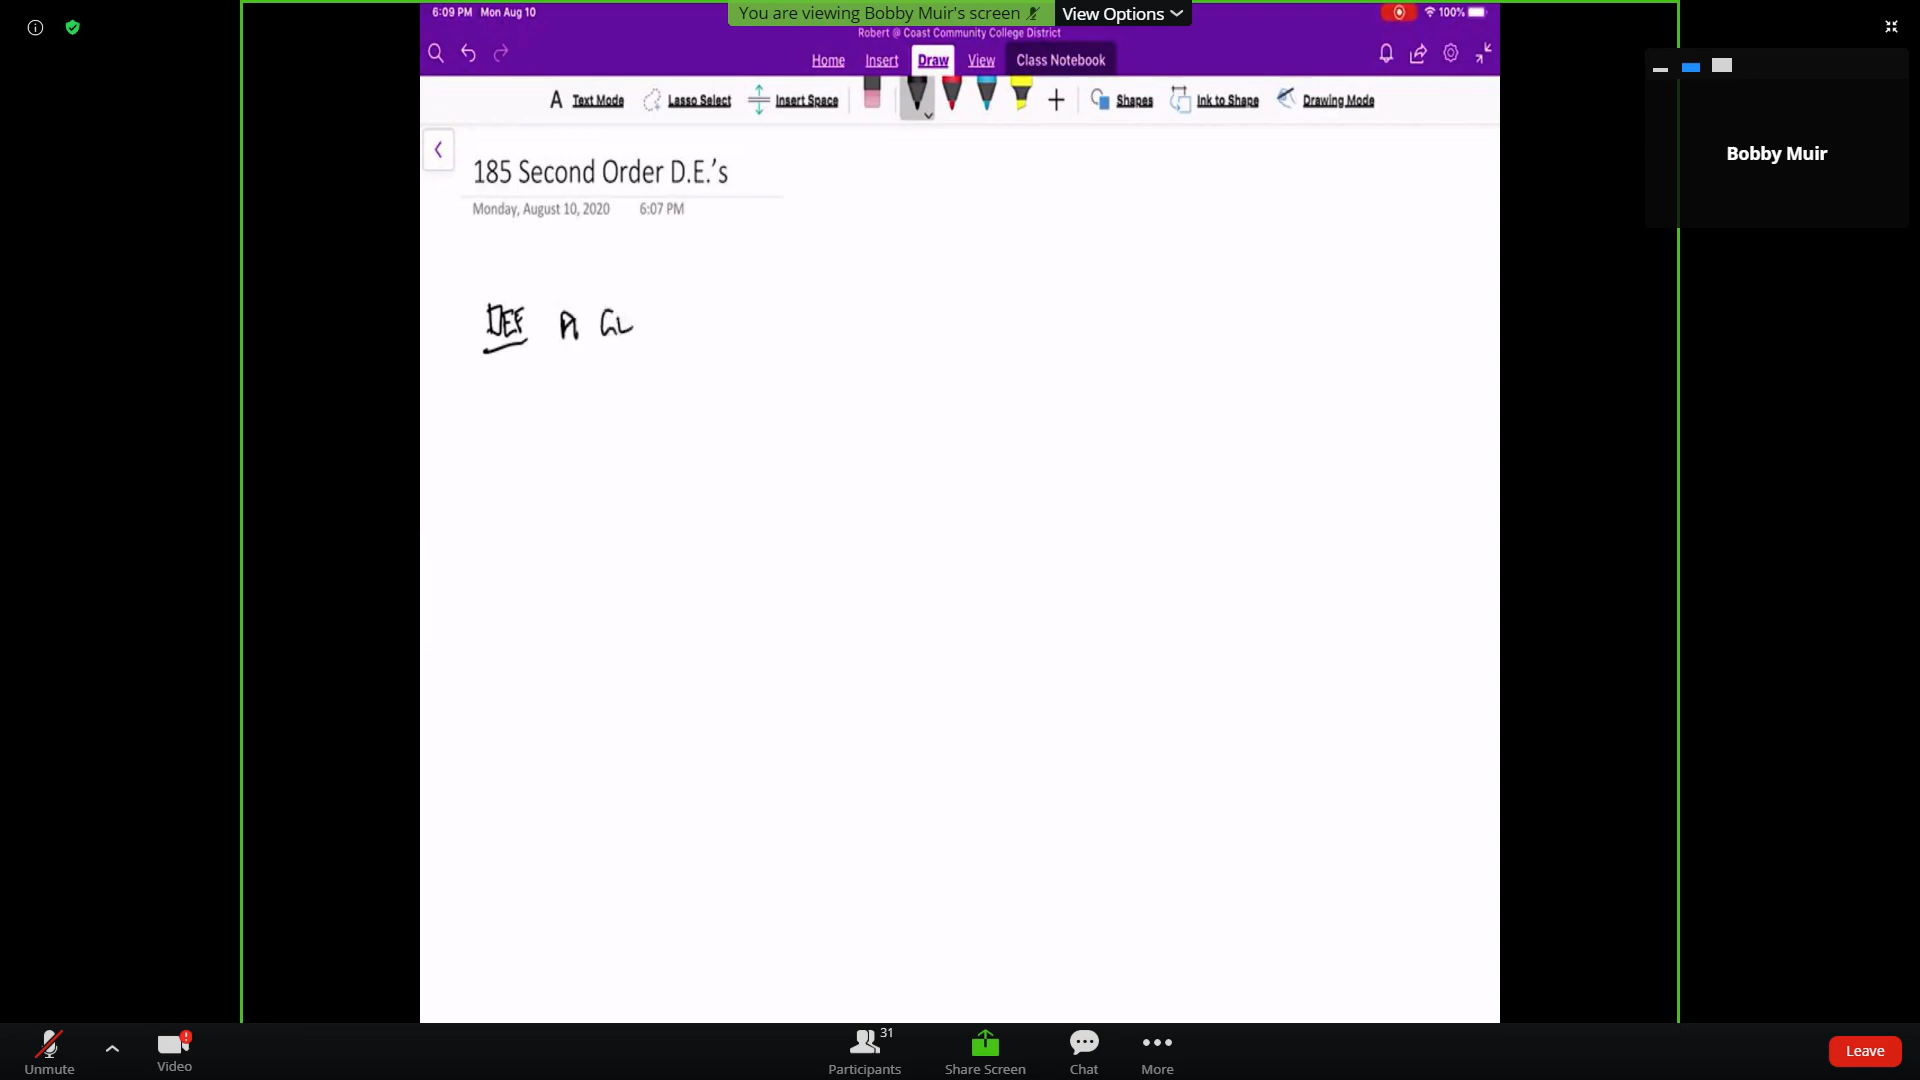 6:09 PM Mon Aug 10
You are viewing Bobby Muir's screen
View Options
100%
Robert @ Coast Community College District
Home Insert Draw View Class Notebook
A Text Mode Lasso Select Insert Space Shapes Ink to Shape Drawing Mode
Bobby Muir
185 Second Order D.E.'s
Monday, August 10, 2020 6:07 PM
DEF A
Unmute
Video
31
Participants
Share Screen
Chat
More
Leave